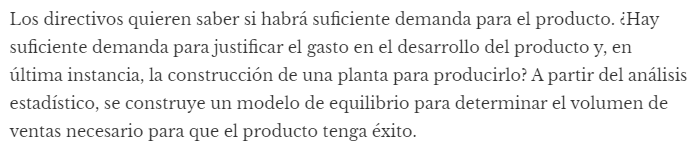 Los directivos quieren saber si habrá suficiente demanda para el producto. ¿Hay
suficiente demanda para justificar el gasto en el desarrollo del producto y, en
última instancia, la construcción de una planta para producirlo? A partir del análisis
estadístico, se construye un modelo de equilibrio para determinar el volumen de
ventas necesario para que el producto tenga éxito.